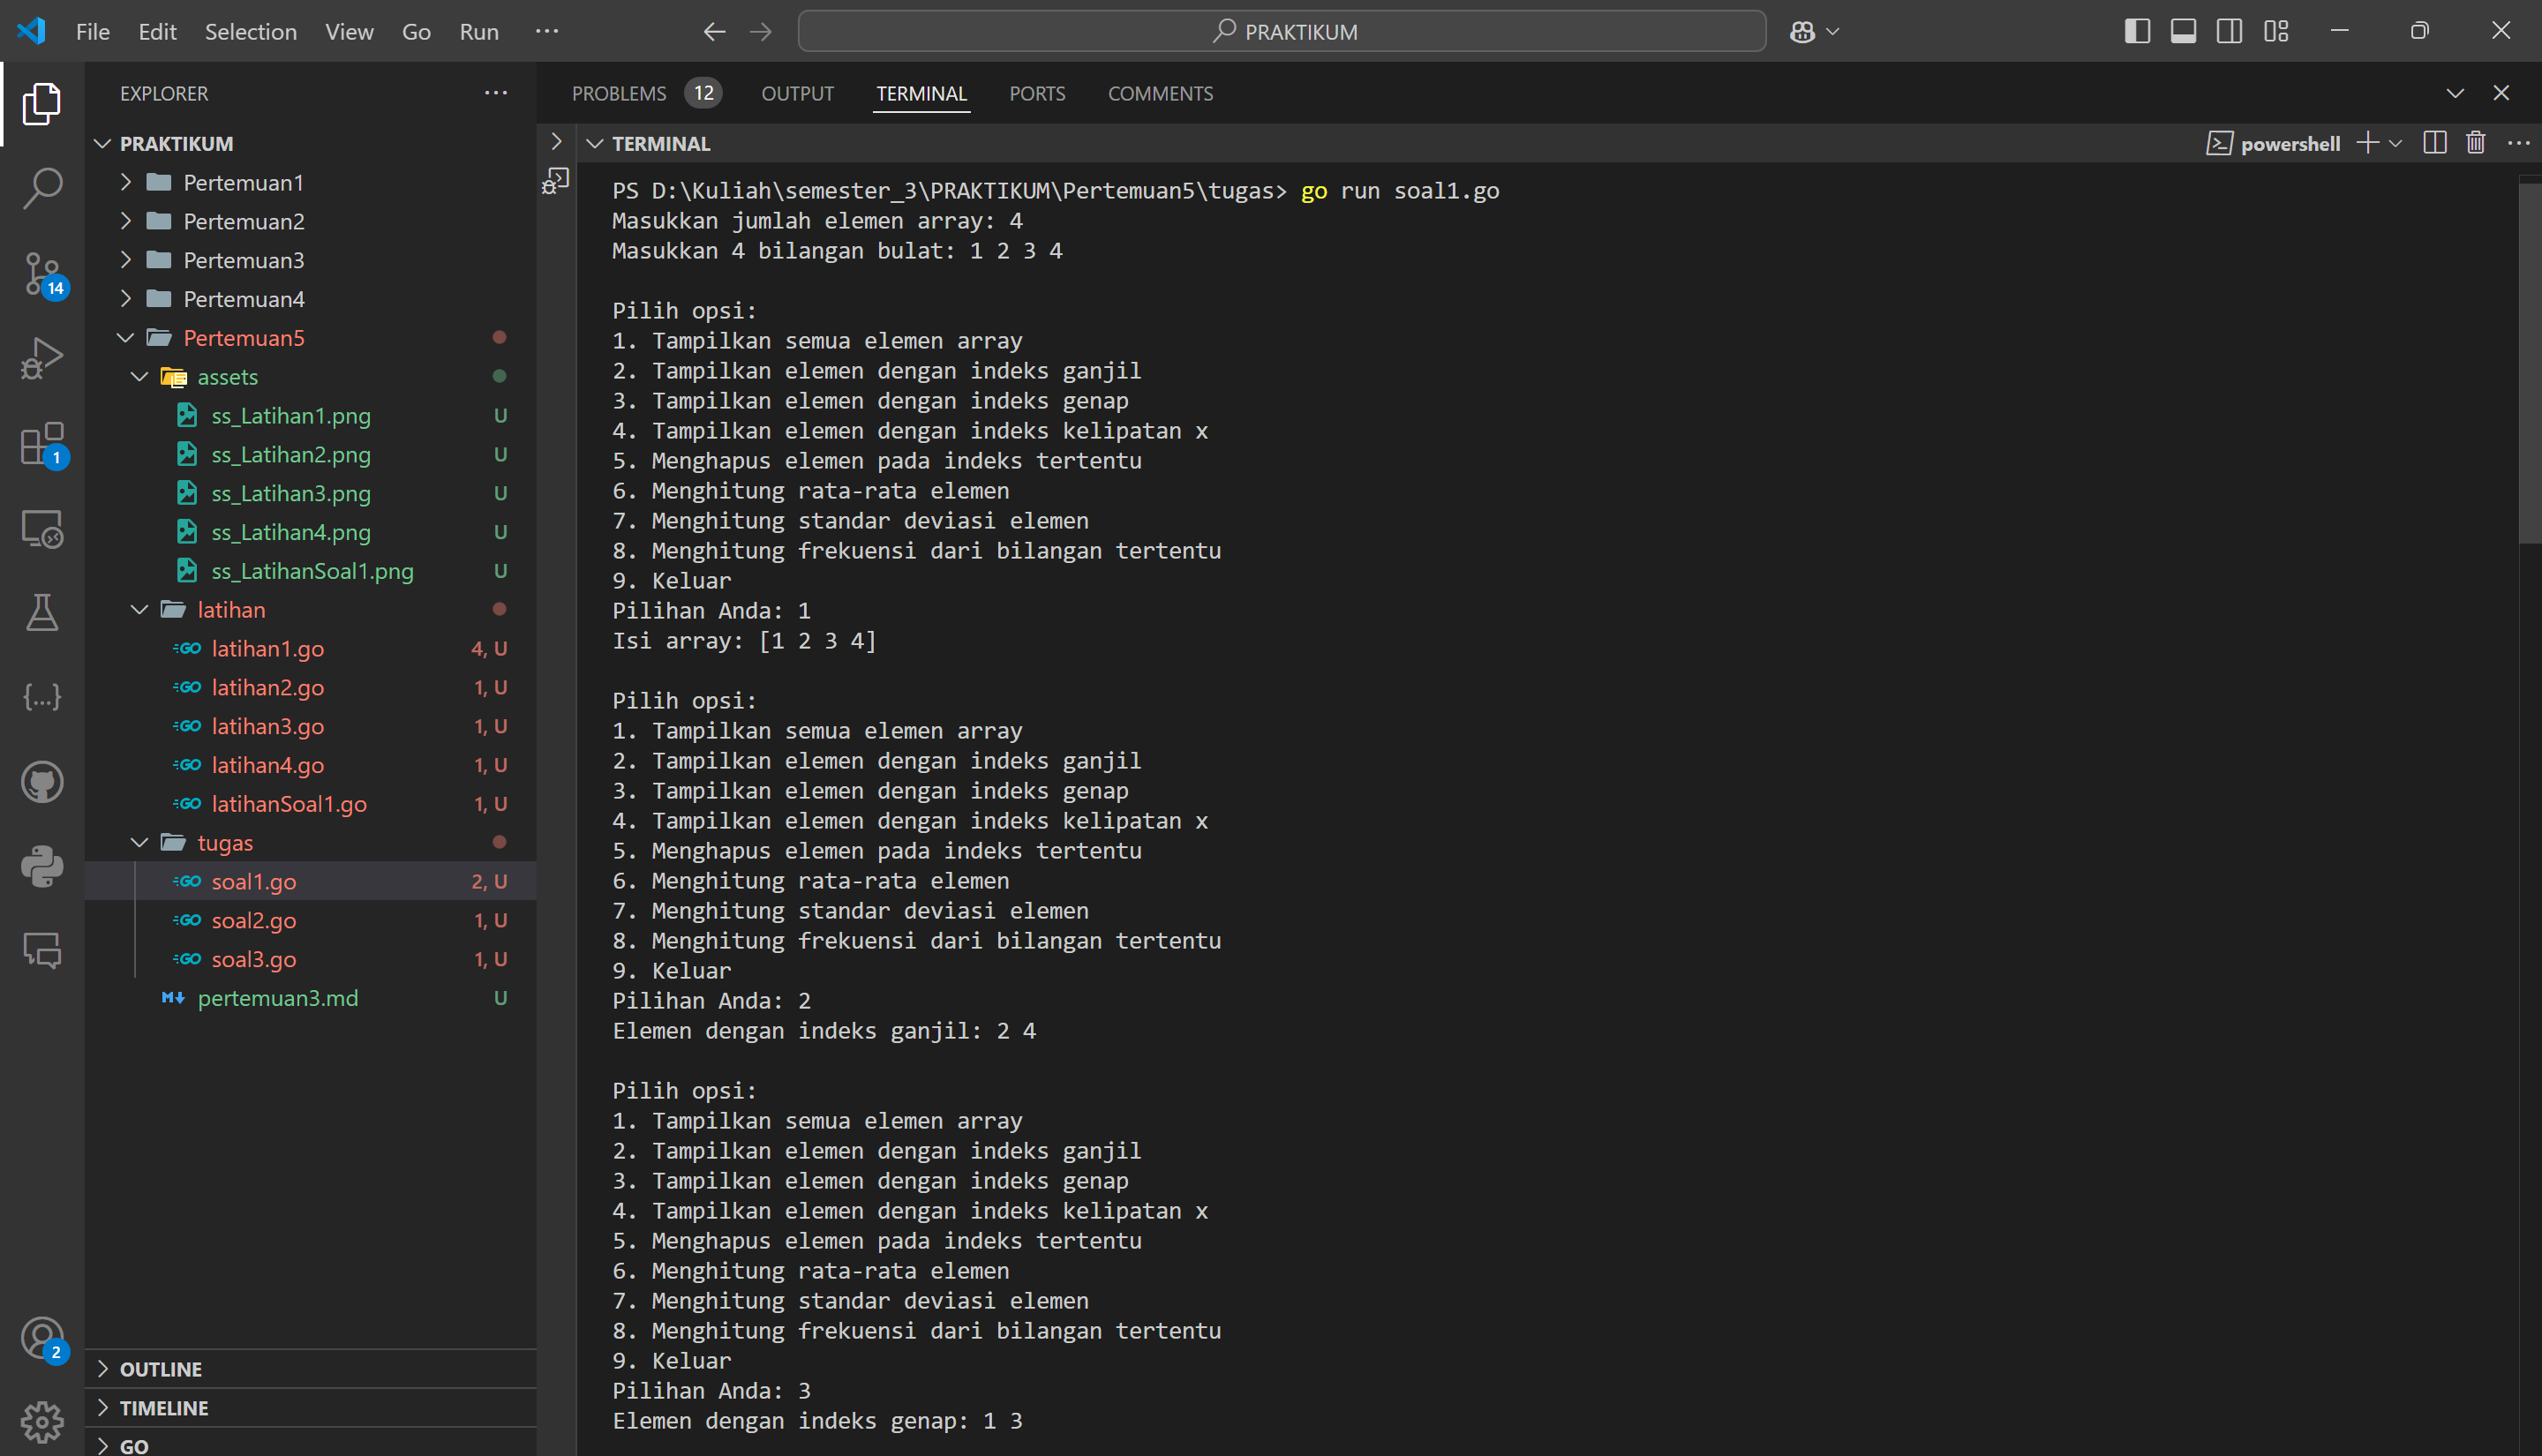 File Edit Selection View Go Run ...
PRAKTIKUM
EXPLORER ...
PRAKTIKUM
Pertemuan1
Pertemuan2
14
Pertemuan3
Pertemuan4
Pertemuan5
assets
ss_Latihan1.png U
1
ss_Latihan2.png U
ss_Latihan3.png U
ss_Latihan4.png U
ss_LatihanSoal1.png U
latihan
GO latihan1.go 4, U
GO latihan2.go 1, U
GO latihan3.go 1, U
GO latihan4.go 1, U
GO latihanSoal1.go 1, U
tugas
GO soal1.go 2, U
GO soal2.go 1, U
GO soal3.go 1, U
pertemuan3.md U
2
OUTLINE
TIMELINE
GO
PROBLEMS 12 OUTPUT TERMINAL PORTS COMMENTS
TERMINAL powershell
PS D:\Kuliah\semester_3\PRAKTIKUM\Pertemuan5\tugas> go run soal1.go
Masukkan jumlah elemen array: 4
Masukkan 4 bilangan bulat: 1 2 3 4
Pilih opsi:
1. Tampilkan semua elemen array
2. Tampilkan elemen dengan indeks ganjil
3. Tampilkan elemen dengan indeks genap
4. Tampilkan elemen dengan indeks kelipatan x
5. Menghapus elemen pada indeks tertentu
6. Menghitung rata-rata elemen
7. Menghitung standar deviasi elemen
8. Menghitung frekuensi dari bilangan tertentu
9. Keluar
Pilihan Anda: 1
Isi array: [1 2 3 4]
Pilih opsi:
1. Tampilkan semua elemen array
2. Tampilkan elemen dengan indeks ganjil
3. Tampilkan elemen dengan indeks genap
4. Tampilkan elemen dengan indeks kelipatan x
5. Menghapus elemen pada indeks tertentu
6. Menghitung rata-rata elemen
7. Menghitung standar deviasi elemen
8. Menghitung frekuensi dari bilangan tertentu
9. Keluar
Pilihan Anda: 2
Elemen dengan indeks ganjil: 2 4
Pilih opsi:
1. Tampilkan semua elemen array
2. Tampilkan elemen dengan indeks ganjil
3. Tampilkan elemen dengan indeks genap
4. Tampilkan elemen dengan indeks kelipatan x
5. Menghapus elemen pada indeks tertentu
6. Menghitung rata-rata elemen
7. Menghitung standar deviasi elemen
8. Menghitung frekuensi dari bilangan tertentu
9. Keluar
Pilihan Anda: 3
Elemen dengan indeks genap: 1 3